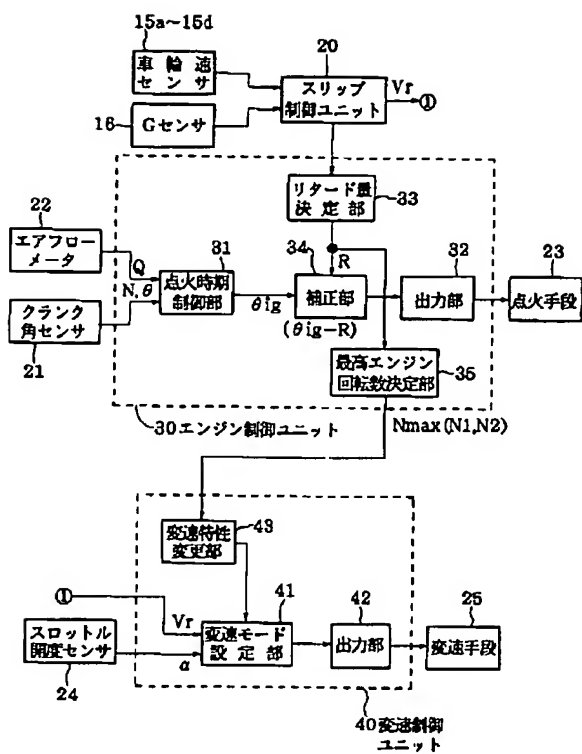 15a~15d
車輪速
センサ
16
Gセンサ
20
スリップ
制御ユニット
Vr
①
リタード量
決定部
33
22
エアフロー
メータ
Q
N,θ
クランク
角センサ
21
31
点火時期
制御部
θig
34
R
補正部
(θig-R)
32
出力部
23
点火手段
最高エンジン
回転数決定部
35
30エンジン制御ユニット
Nmax(N1,N2)
変速特性
変更部
43
①
Vr
スロットル
開度センサ
24
α
41
変速モード
設定部
42
出力部
25
変速手段
40変速制御
ユニット